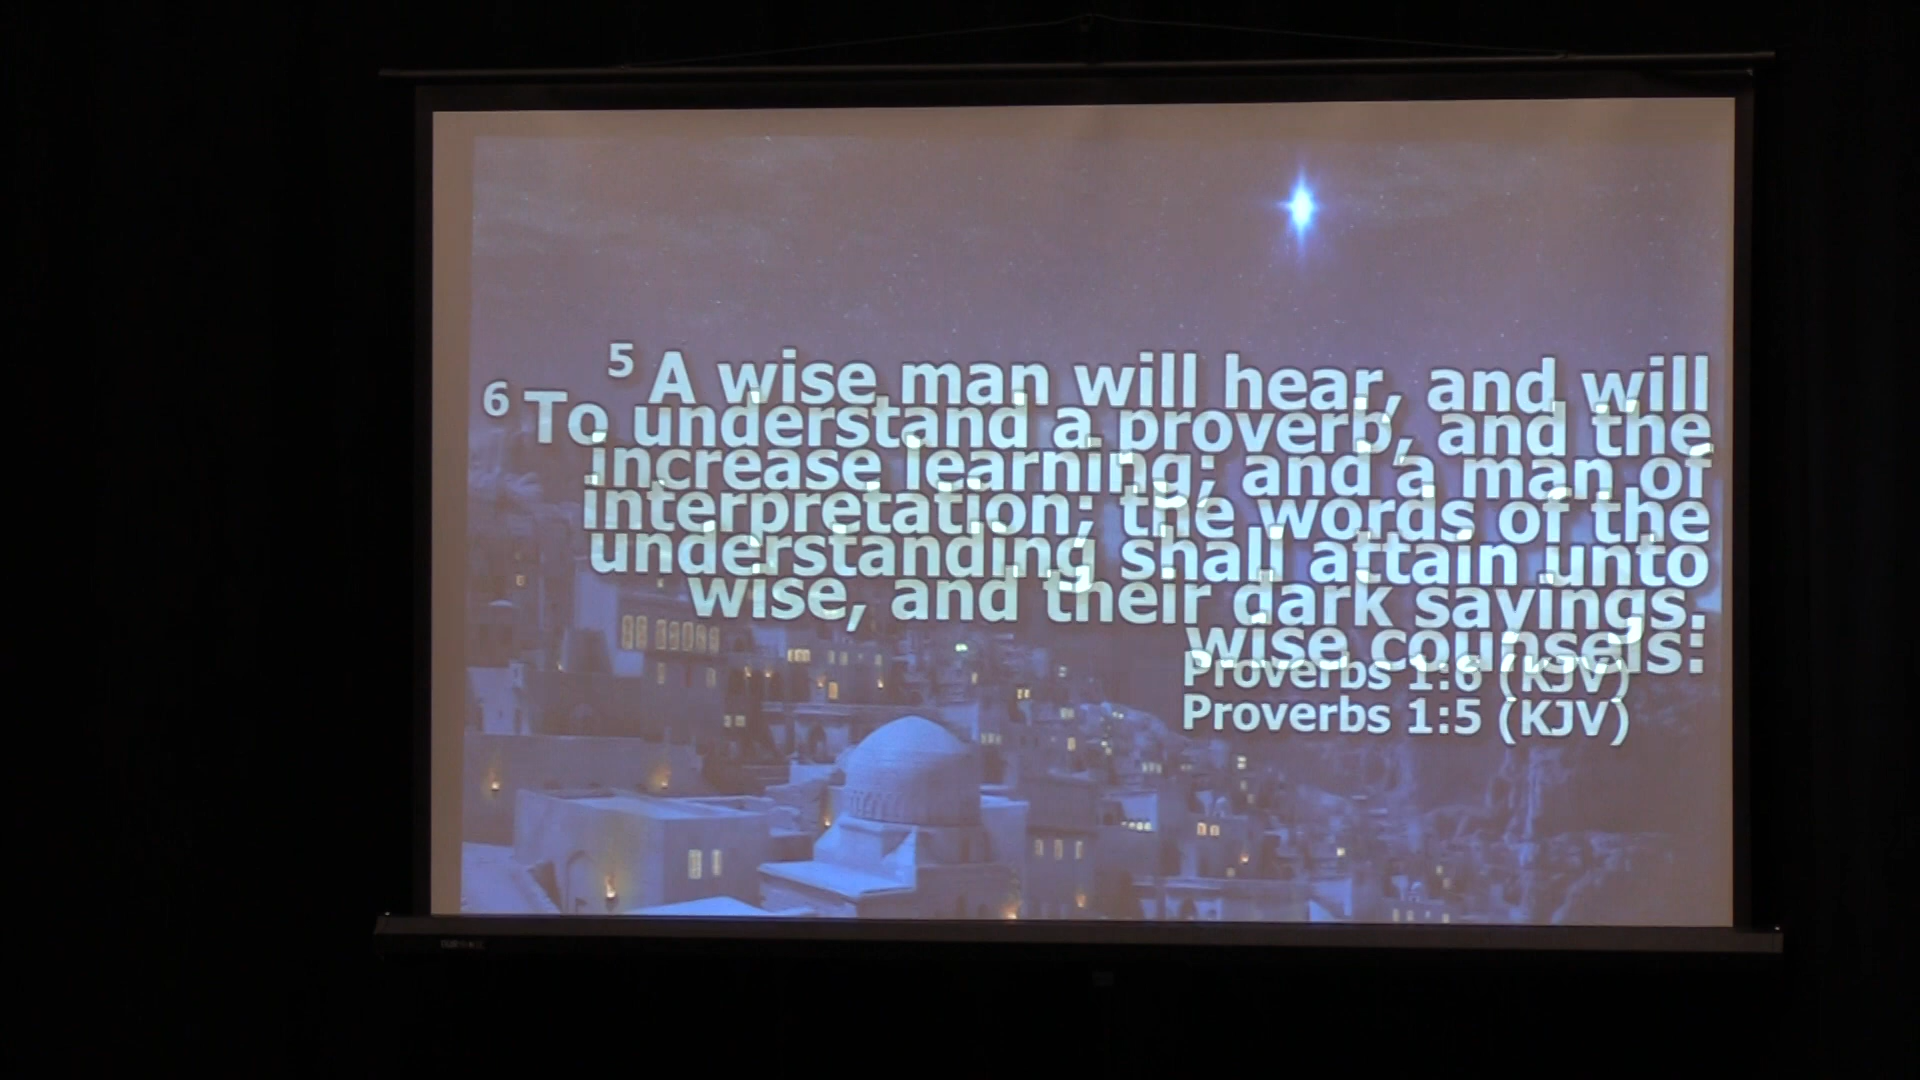 5 A wise man will hear, and will
increase learning; and a man of
understanding shall attain unto
wise counsels:
Proverbs 1:5 (KJV)
6 To understand a proverb, and the
interpretation; the words of the
wise, and their dark sayings.
Proverbs 1:6 (KJV)